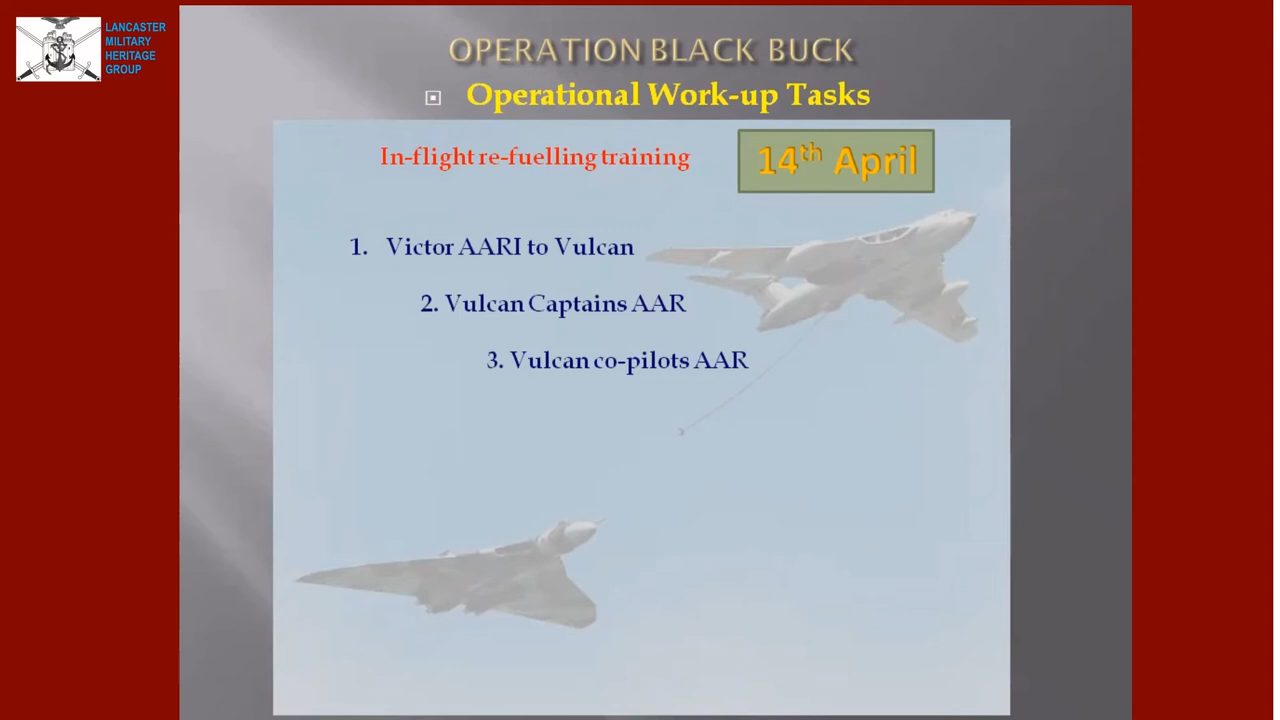 LANCASTER
MILITARY
HERITAGE
GROUP
OPERATION BLACK BUCK
Operational Work-up Tasks
In-flight re-fuelling training
14th April
1. Victor AARI to Vulcan
2. Vulcan Captains AAR
3. Vulcan co-pilots AAR